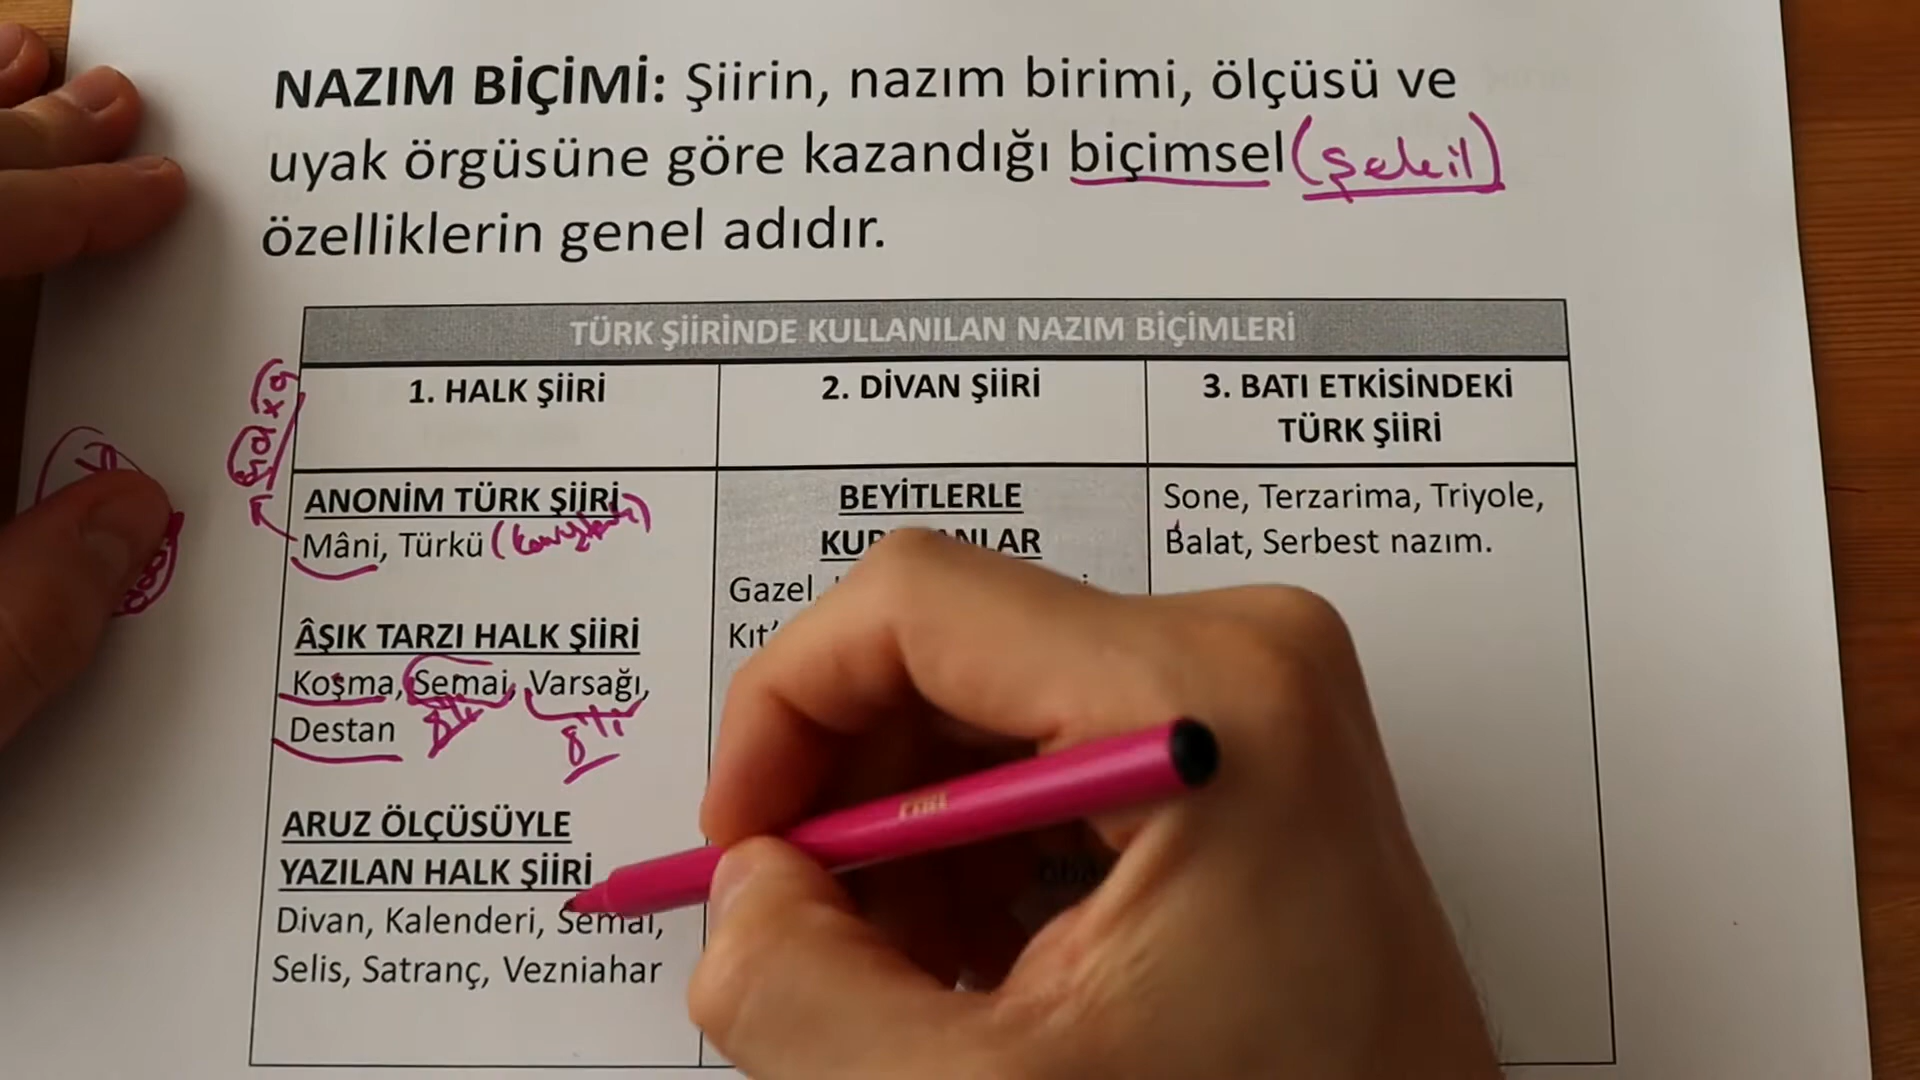 NAZIM BİÇİMİ: Şiirin, nazım birimi, ölçüsü ve
uyak örgüsüne göre kazandığı biçimsel (şekil)
özelliklerin genel adıdır.
TÜRK ŞİİRİNDE KULLANILAN NAZIM BİÇİMLERİ
1. HALK ŞİİRİ
ANONİM TÜRK ŞİİRİ
Mâni, Türkü
ÂŞIK TARZI HALK ŞİİRİ
Koşma, Semai, Varsağı,
8'li
8'li
Destan
ARUZ ÖLÇÜSÜYLE
YAZILAN HALK ŞİİRİ
Divan, Kalenderi, Semai,
Selis, Satranç, Vezniahar
2. DİVAN ŞİİRİ
BEYİTLERLE
Gazel
3. BATI ETKİSİNDEKİ
TÜRK ŞİİRİ
Sone, Terzarima, Triyole,
Balat, Serbest nazım.